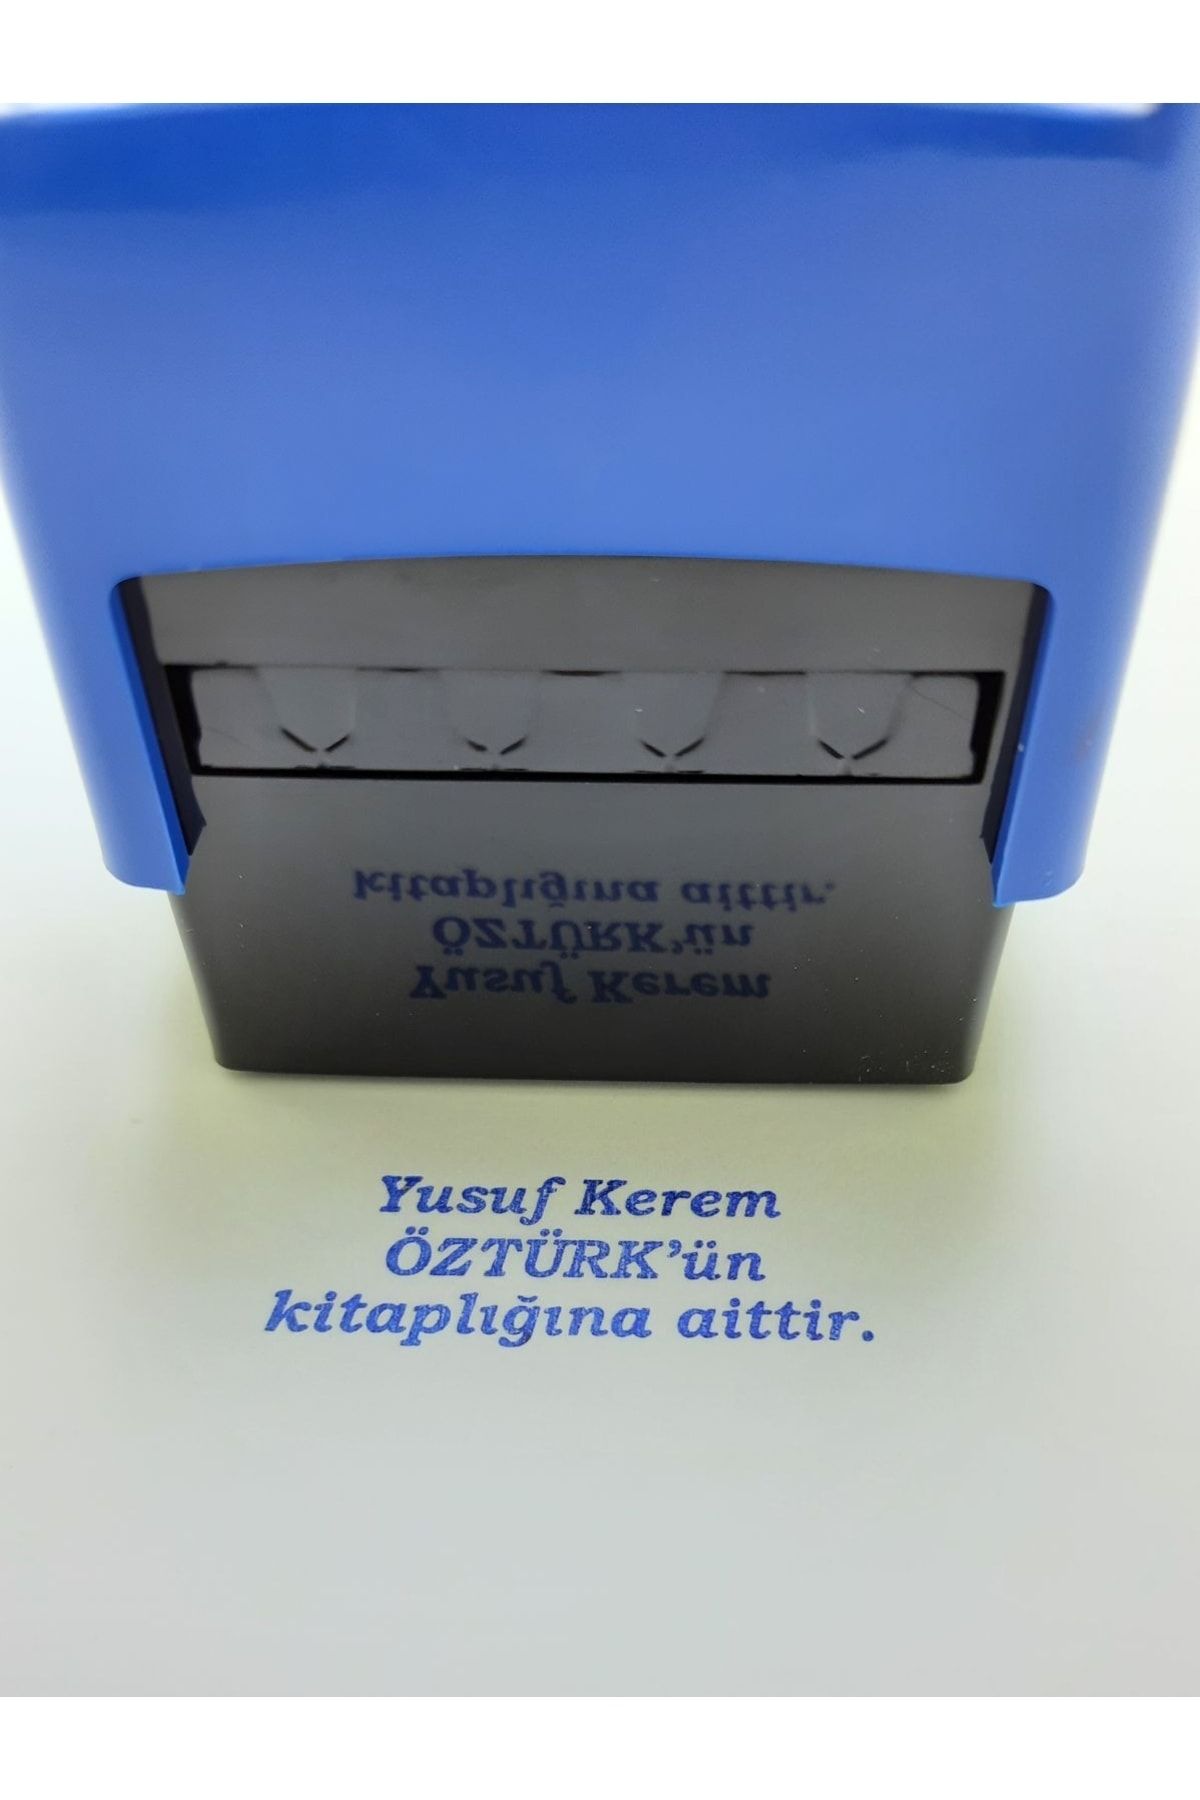 Yusuf Kerem
ÖZTÜRK'ün
kitaplığına aittir.